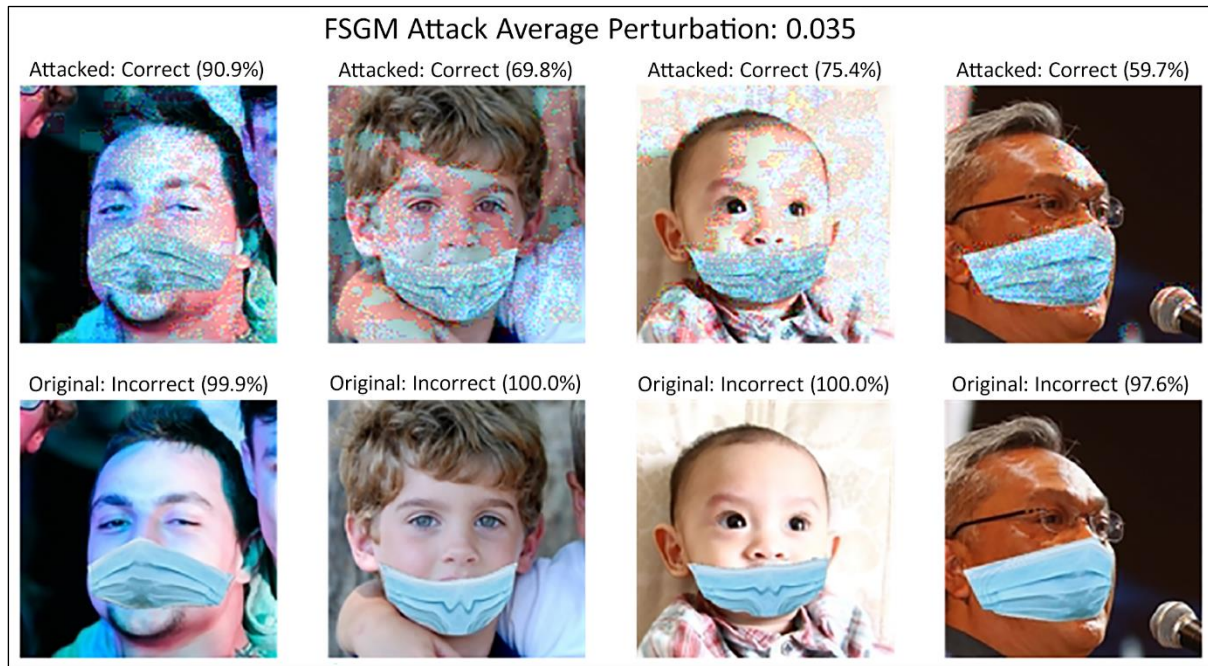 FSGM Attack Average Perturbation: 0.035
Attacked: Correct (90.9%)
Attacked: Correct (69.8%)
Attacked: Correct (75.4%)
Attacked: Correct (59.7%)
Original: Incorrect (99.9%)
Original: Incorrect (100.0%)
Original: Incorrect (100.0%)
Original: Incorrect (97.6%)